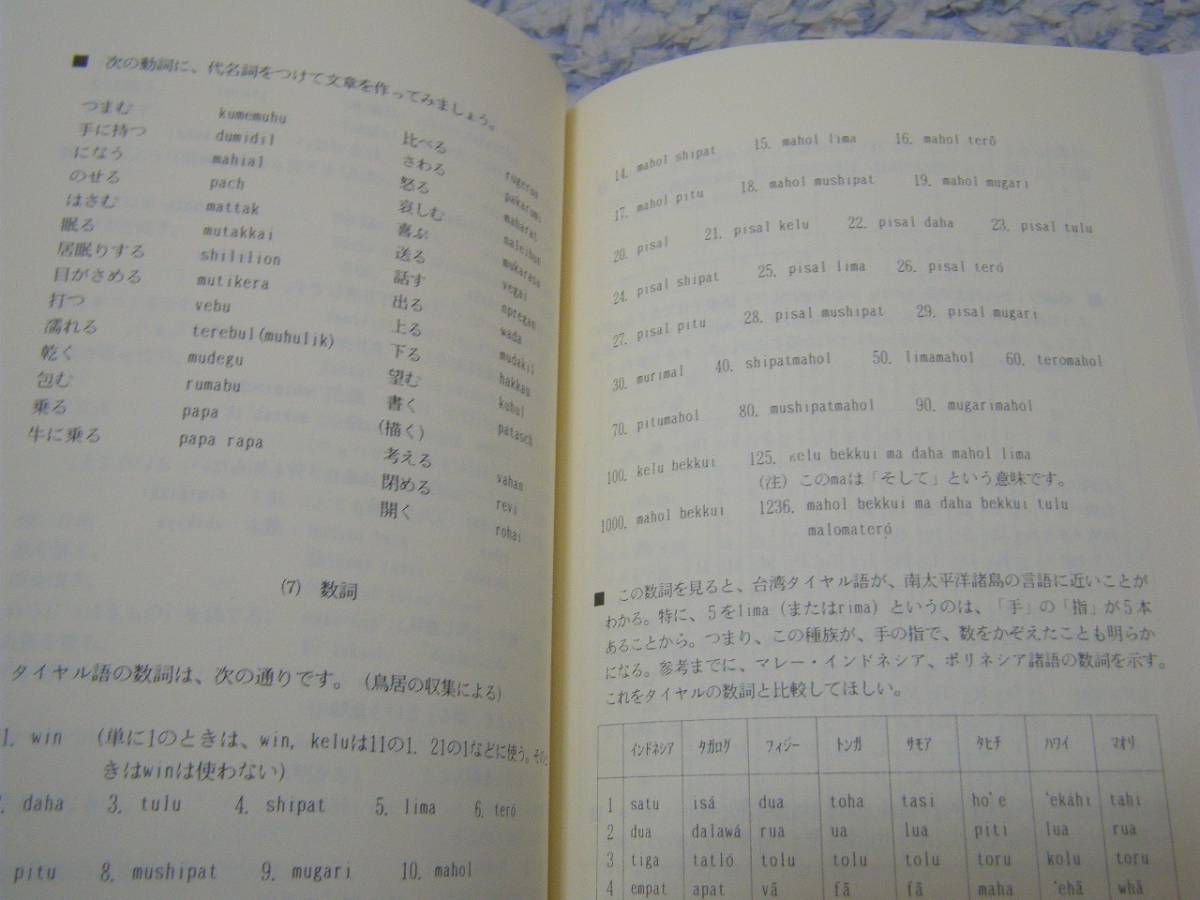 ■ 次の動詞に、代名詞をつけて文章を作ってみましょう。
つまむ kumemuhu 比べる
手に持つ dumidil さわる rugeruu
になう mahial 怒る pakarumi
のせる pach 哀しむ maharat
はさむ mattak 喜ぶ maleibut
眠る mutakkai 送る mukarasu
居眠りする shililion 話す vegai
目がさめる mutikera 出る mpregan
打つ vebu 上る wada
濡れる terebul(muhulik) 下る mudakil
乾く mudegu 望む hakkau
包む rumabu 書く kuhul
乗る papa (描く) patasch
牛に乗る papa rapa 考える
閉める vahan
開く revi
rohai
(7) 数詞
タイヤル語の数詞は、次の通りです。(鳥居の収集による)
1. win (単に1のときは、win, keluは11の1. 21の1などに使う。そのと
きはwinは使わない)
daha 3. tulu 4. shipat 5. lima 6. teró
pitu 8. mushipat 9. mugari 10. mahol
14. mahol shipat 15. mahol lima 16. mahol teró
17. mahol pitu 18. mahol mushipat 19. mahol mugari
20. pisal 21. pisal kelu 22. pisal daha 23. pisal tulu
24. pisal shipat 25. pisal lima 26. pisal teró
27. pisal pitu 28. pisal mushipat 29. pisal mugari
30. murimal 40. shipatmahol 50. limamahol 60. teromahol
70. pitumahol 80. mushipatmahol 90. mugarimahol
100. kelu bekkui 125. kelu bekkui ma daha mahol lima
(注) このmaは「そして」という意味です。
1000. mahol bekkui 1236. mahol bekkui ma daha bekkui tulu
malomateró
■ この数詞を見ると、台湾タイヤル語が、南太平洋諸島の言語に近いことが
わかる。特に、5をlima (またはrima) というのは、「手」の「指」が5本
あることから。つまり、この種族が、手の指で、数をかぞえたことも明らか
になる。参考までに、マレー・インドネシア、ポリネシア諸語の数詞を示す。
これをタイヤルの数詞と比較してほしい。
インドネシア タガログ フィジー トンガ サモア タヒチ ハワイ マオリ
1 satu isá dua toha tasi ho'e 'ekáhi tahi
2 dua dalawá rua ua lua piti lua rua
3 tiga tatló tolu tolu tolu toru kolu toru
4 empat apat vā fā fā maha 'ehā whā